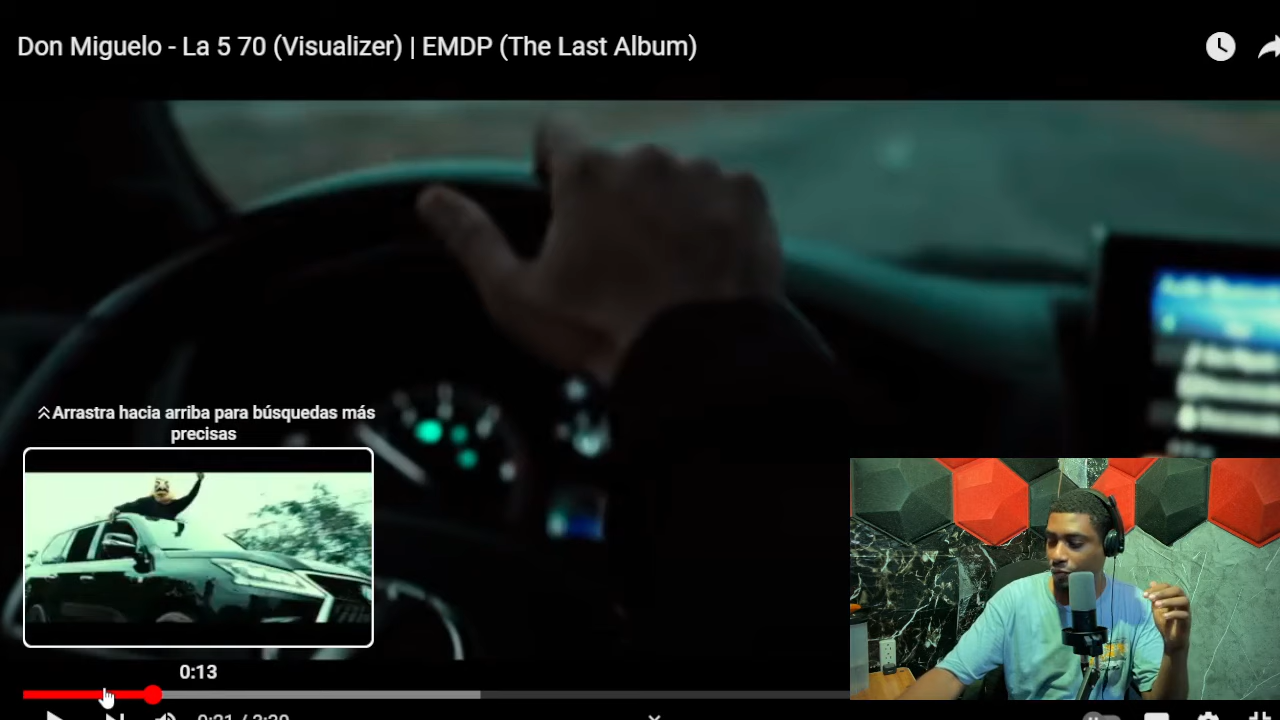 Don Miguelo - La 5 70 (Visualizer) | EMDP (The Last Album)
Arrastra hacia arriba para búsquedas más
precisas
0:13